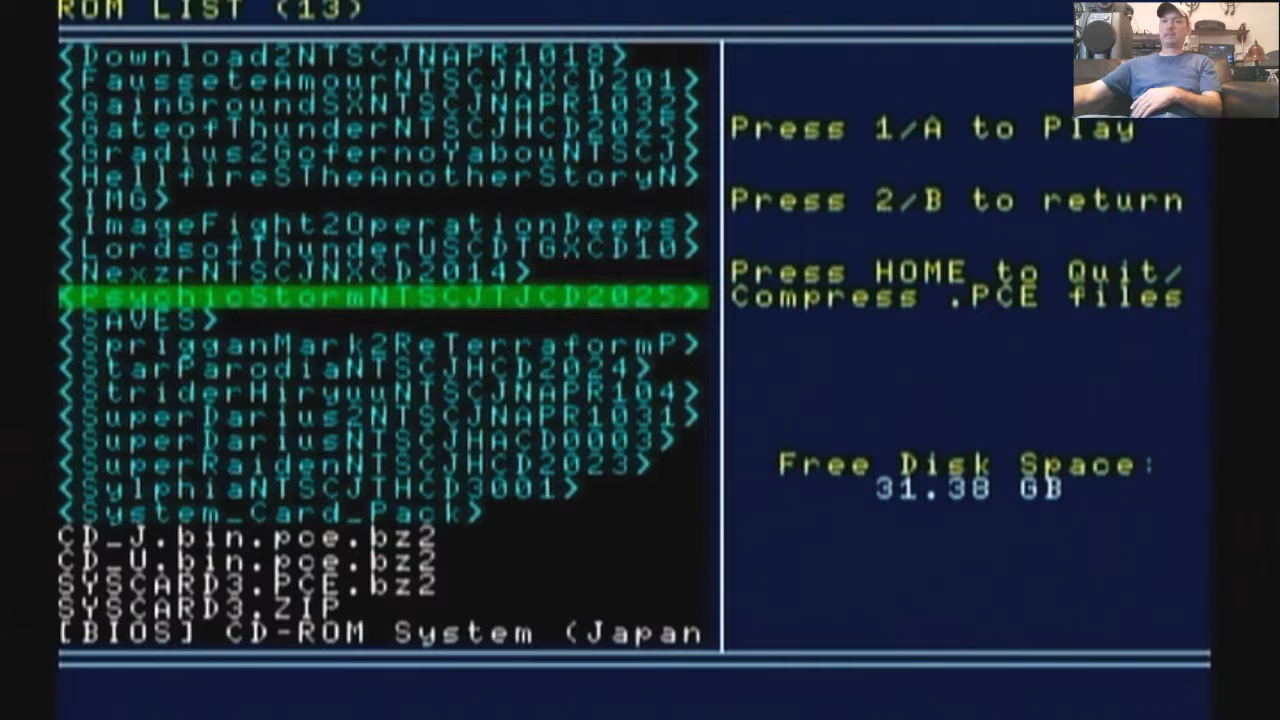 ROM LIST (13)
<Download2NTSCJNAPR1018>
<FausseteAmourNTSCJNXCD201>
<GainGroundSXNTSCJNAPR1032>
<GateofThunderNTSCJHCD2025>
<Gradius2GofernoYabouNTSCJ>
<HellfireSTheAnotherStoryN>
<IMG>
<ImageFight2OperationDeeps>
<LordsofThunderUSCDTGXCD10>
<NexzrNTSCJNXCD2014>
<PsychicStormNTSCJTJCD2025>
<SAVES>
<SprigganMark2ReTerraformP>
<StarParodiaNTSCJHCD2024>
<StriderHiryuuNTSCJNAPR104>
<SuperDarius2NTSCJNAPR1031>
<SuperDariusNTSCJHACD0003>
<SuperRaidenNTSCJHCD2023>
<SylphiaNTSCJTHCD3001>
<System_Card_Pack>
CD_J.bin.pce.bz2
CD_U.bin.pce.bz2
SYSCARD3.PCE.bz2
SYSCARD3.ZIP
[BIOS] CD-ROM System (Japan
Press 1/A to Play
Press 2/B to return
Press HOME to Quit/
Compress .PCE files
Free Disk Space:
31.38 GB